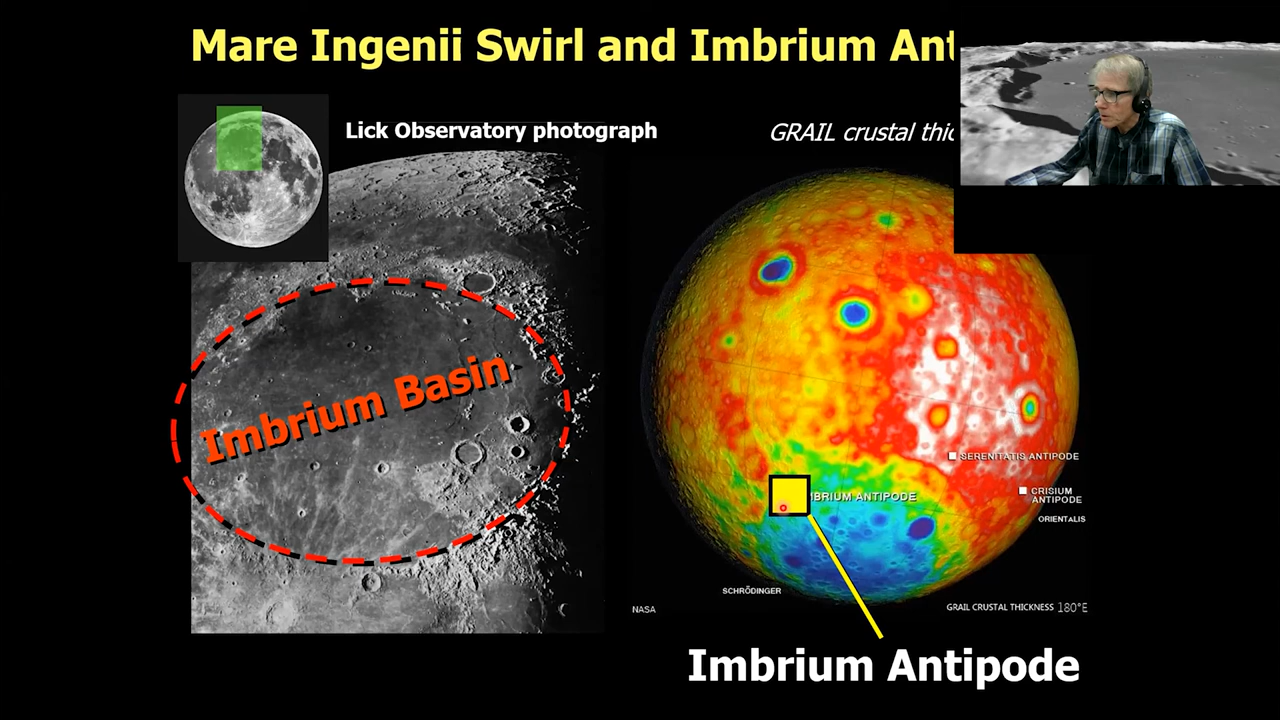 Mare Ingenii Swirl and Imbrium Ant
Lick Observatory photograph
GRAIL crustal thic
Imbrium Basin
SERENITATIS ANTIPODE
MBRIUM ANTIPODE
CRISIUM
ANTIPODE
ORIENTALIS
SCHRÖDINGER
NASA
GRAIL CRUSTAL THICKNESS 180°E
Imbrium Antipode